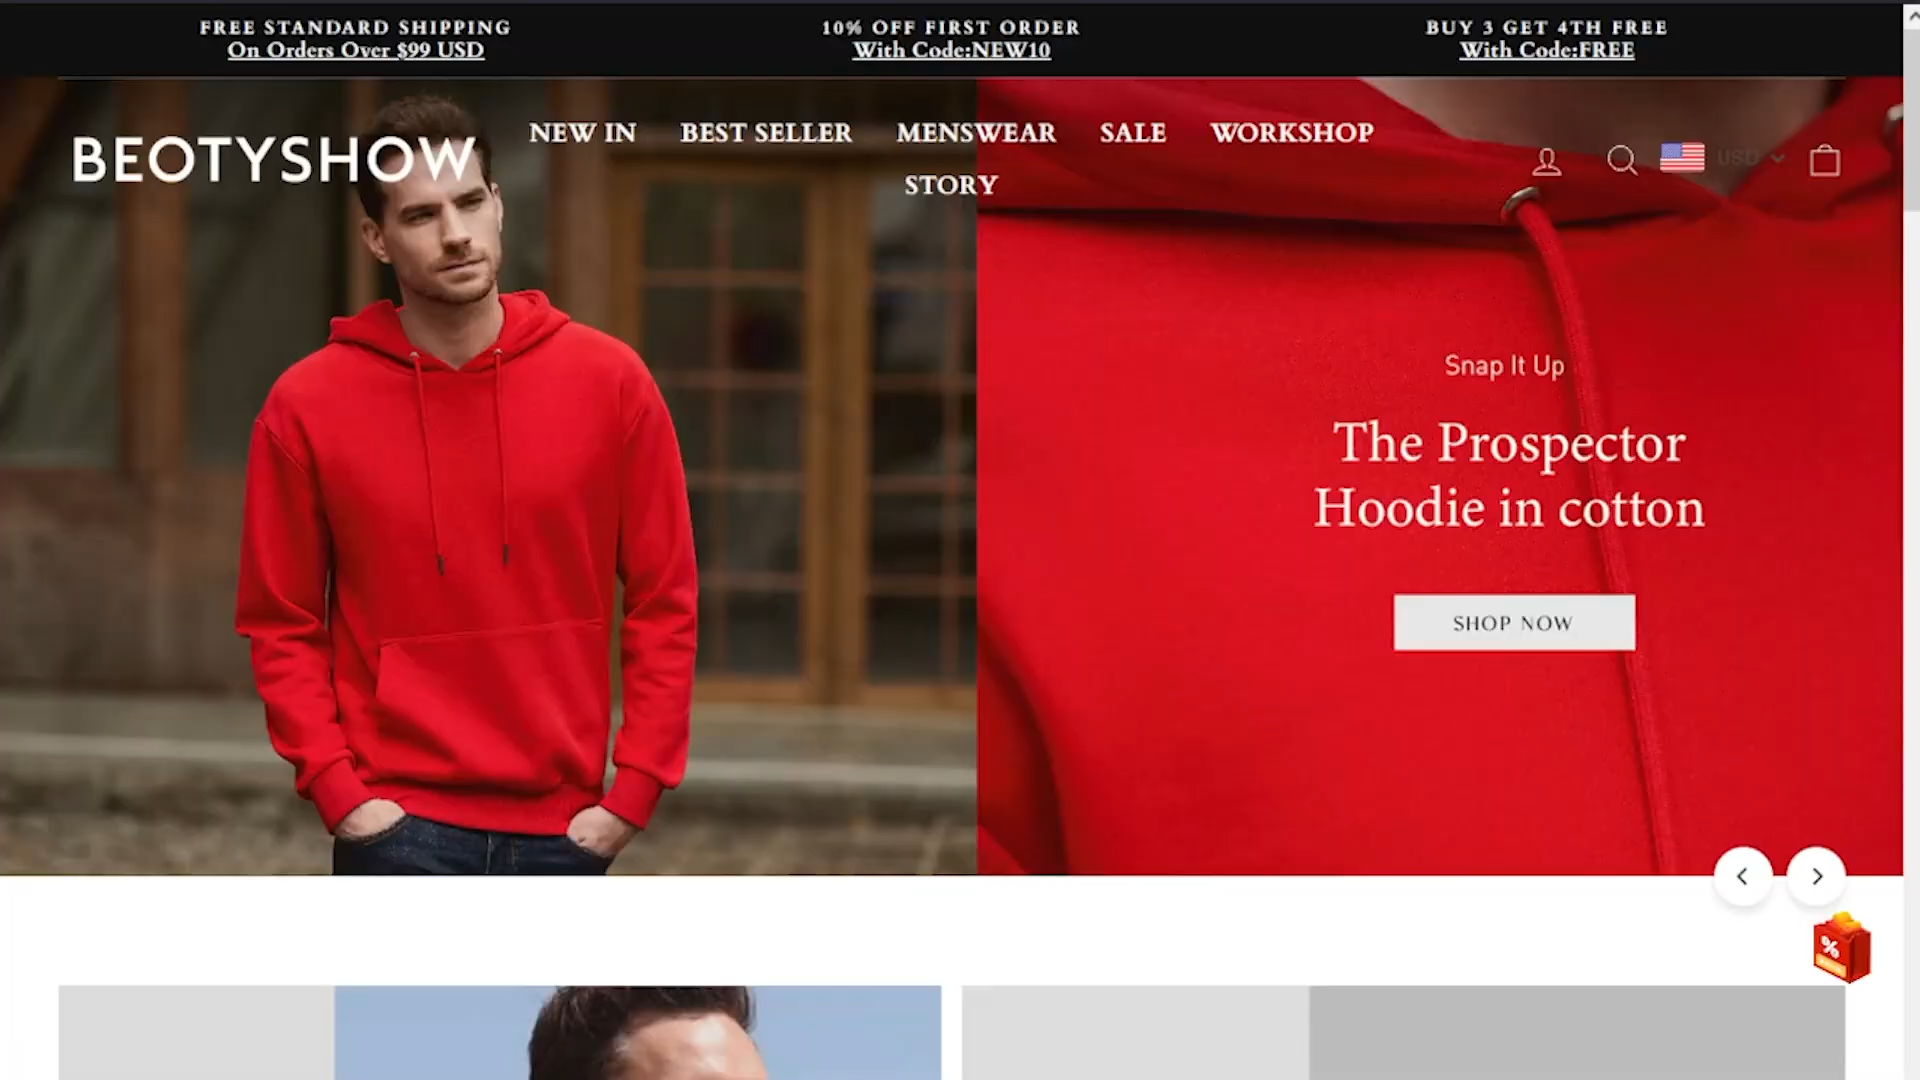 FREE STANDARD SHIPPING
On Orders Over $99 USD
10% OFF FIRST ORDER
With Code:NEW10
BUY 3 GET 4TH FREE
With Code:FREE
BEOTYSHOW
NEW IN BEST SELLER MENSWEAR SALE WORKSHOP
STORY
USD
Snap It Up
The Prospector
Hoodie in cotton
SHOP NOW
%